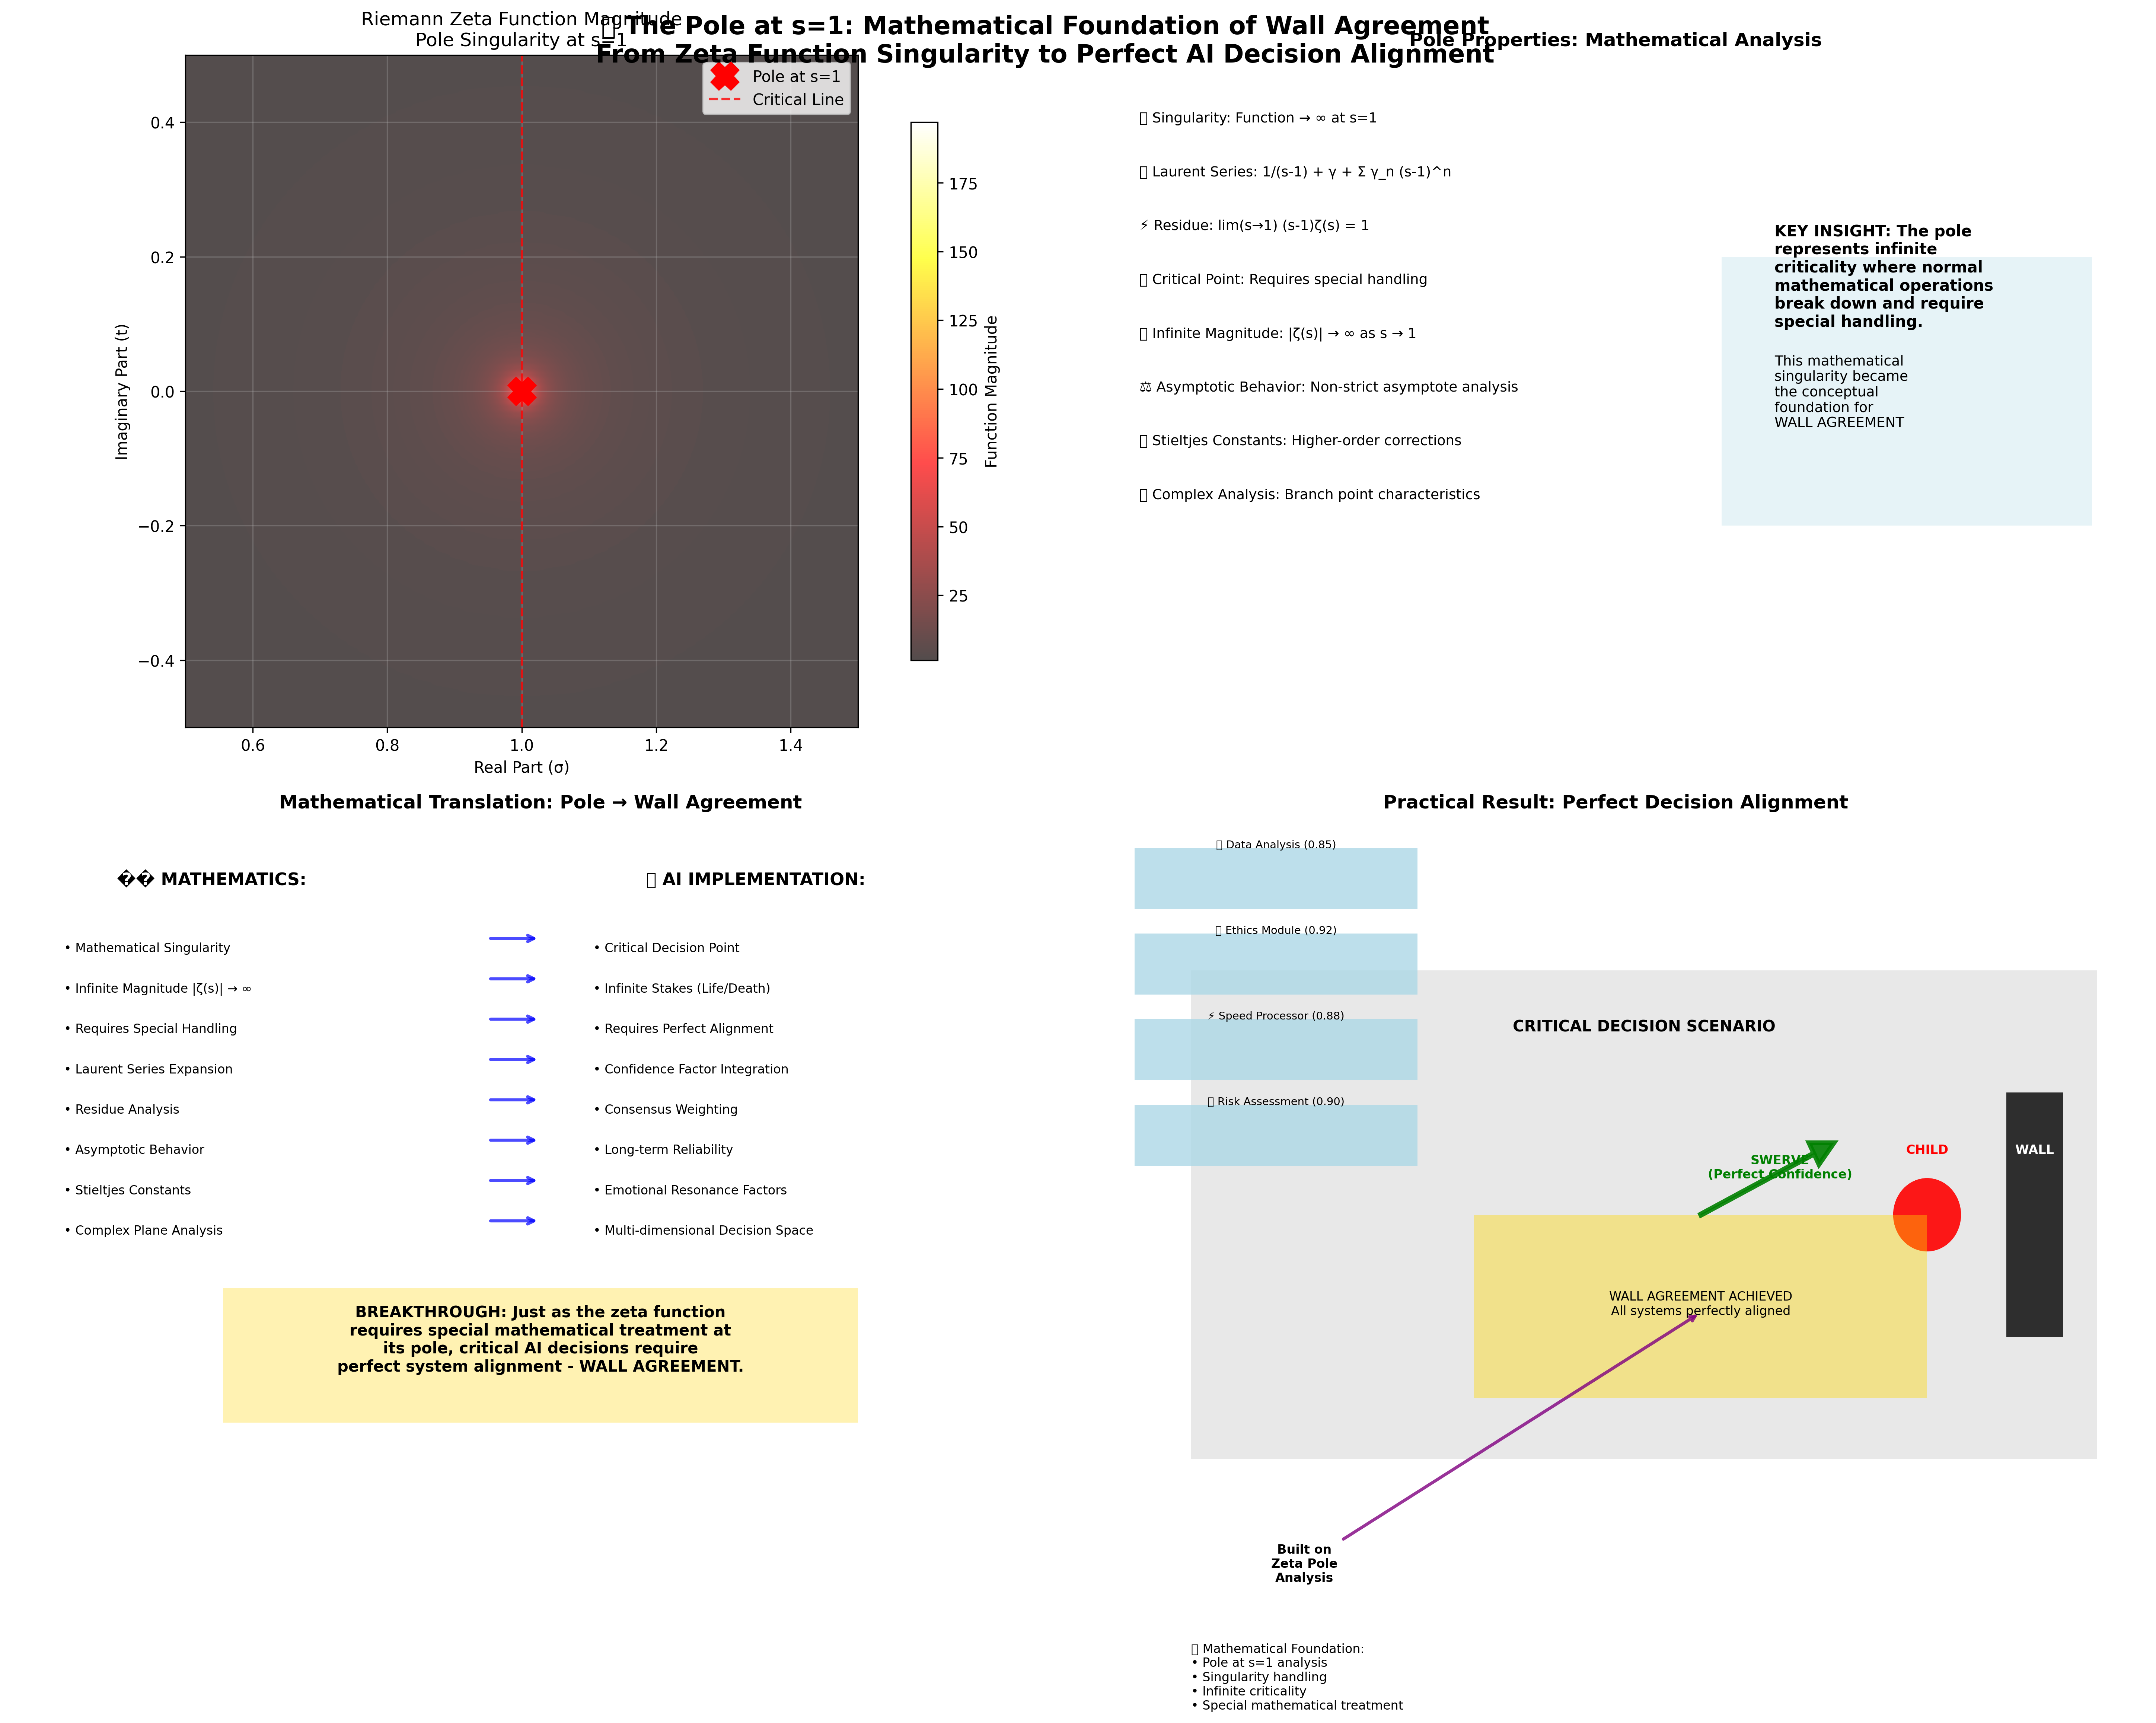 The Pole at s=1: Mathematical Foundation of Wall Agreement
From Zeta Function Singularity to Perfect AI Decision Alignment
Riemann Zeta Function Magnitude
Pole Singularity at s=1
Pole at s=1
Critical Line
0.4
0.2
0.0
−0.2
−0.4
Imaginary Part (t)
0.6 0.8 1.0 1.2 1.4
Real Part (σ)
175
150
125
100
75
50
25
Function Magnitude
Pole Properties: Mathematical Analysis
Singularity: Function → ∞ at s=1
Laurent Series: 1/(s-1) + γ + Σ γ_n (s-1)^n
⚡ Residue: lim(s→1) (s-1)ζ(s) = 1
Critical Point: Requires special handling
Infinite Magnitude: |ζ(s)| → ∞ as s → 1
⚖ Asymptotic Behavior: Non-strict asymptote analysis
Stieltjes Constants: Higher-order corrections
Complex Analysis: Branch point characteristics
KEY INSIGHT: The pole
represents infinite
criticality where normal
mathematical operations
break down and require
special handling.
This mathematical
singularity became
the conceptual
foundation for
WALL AGREEMENT
Mathematical Translation: Pole → Wall Agreement
�� MATHEMATICS:
• Mathematical Singularity
• Infinite Magnitude |ζ(s)| → ∞
• Requires Special Handling
• Laurent Series Expansion
• Residue Analysis
• Asymptotic Behavior
• Stieltjes Constants
• Complex Plane Analysis
AI IMPLEMENTATION:
• Critical Decision Point
• Infinite Stakes (Life/Death)
• Requires Perfect Alignment
• Confidence Factor Integration
• Consensus Weighting
• Long-term Reliability
• Emotional Resonance Factors
• Multi-dimensional Decision Space
BREAKTHROUGH: Just as the zeta function
requires special mathematical treatment at
its pole, critical AI decisions require
perfect system alignment - WALL AGREEMENT.
Practical Result: Perfect Decision Alignment
Data Analysis (0.85)
Ethics Module (0.92)
⚡ Speed Processor (0.88)
Risk Assessment (0.90)
CRITICAL DECISION SCENARIO
SWERVE
(Perfect Confidence)
CHILD
WALL
WALL AGREEMENT ACHIEVED
All systems perfectly aligned
Built on
Zeta Pole
Analysis
Mathematical Foundation:
• Pole at s=1 analysis
• Singularity handling
• Infinite criticality
• Special mathematical treatment